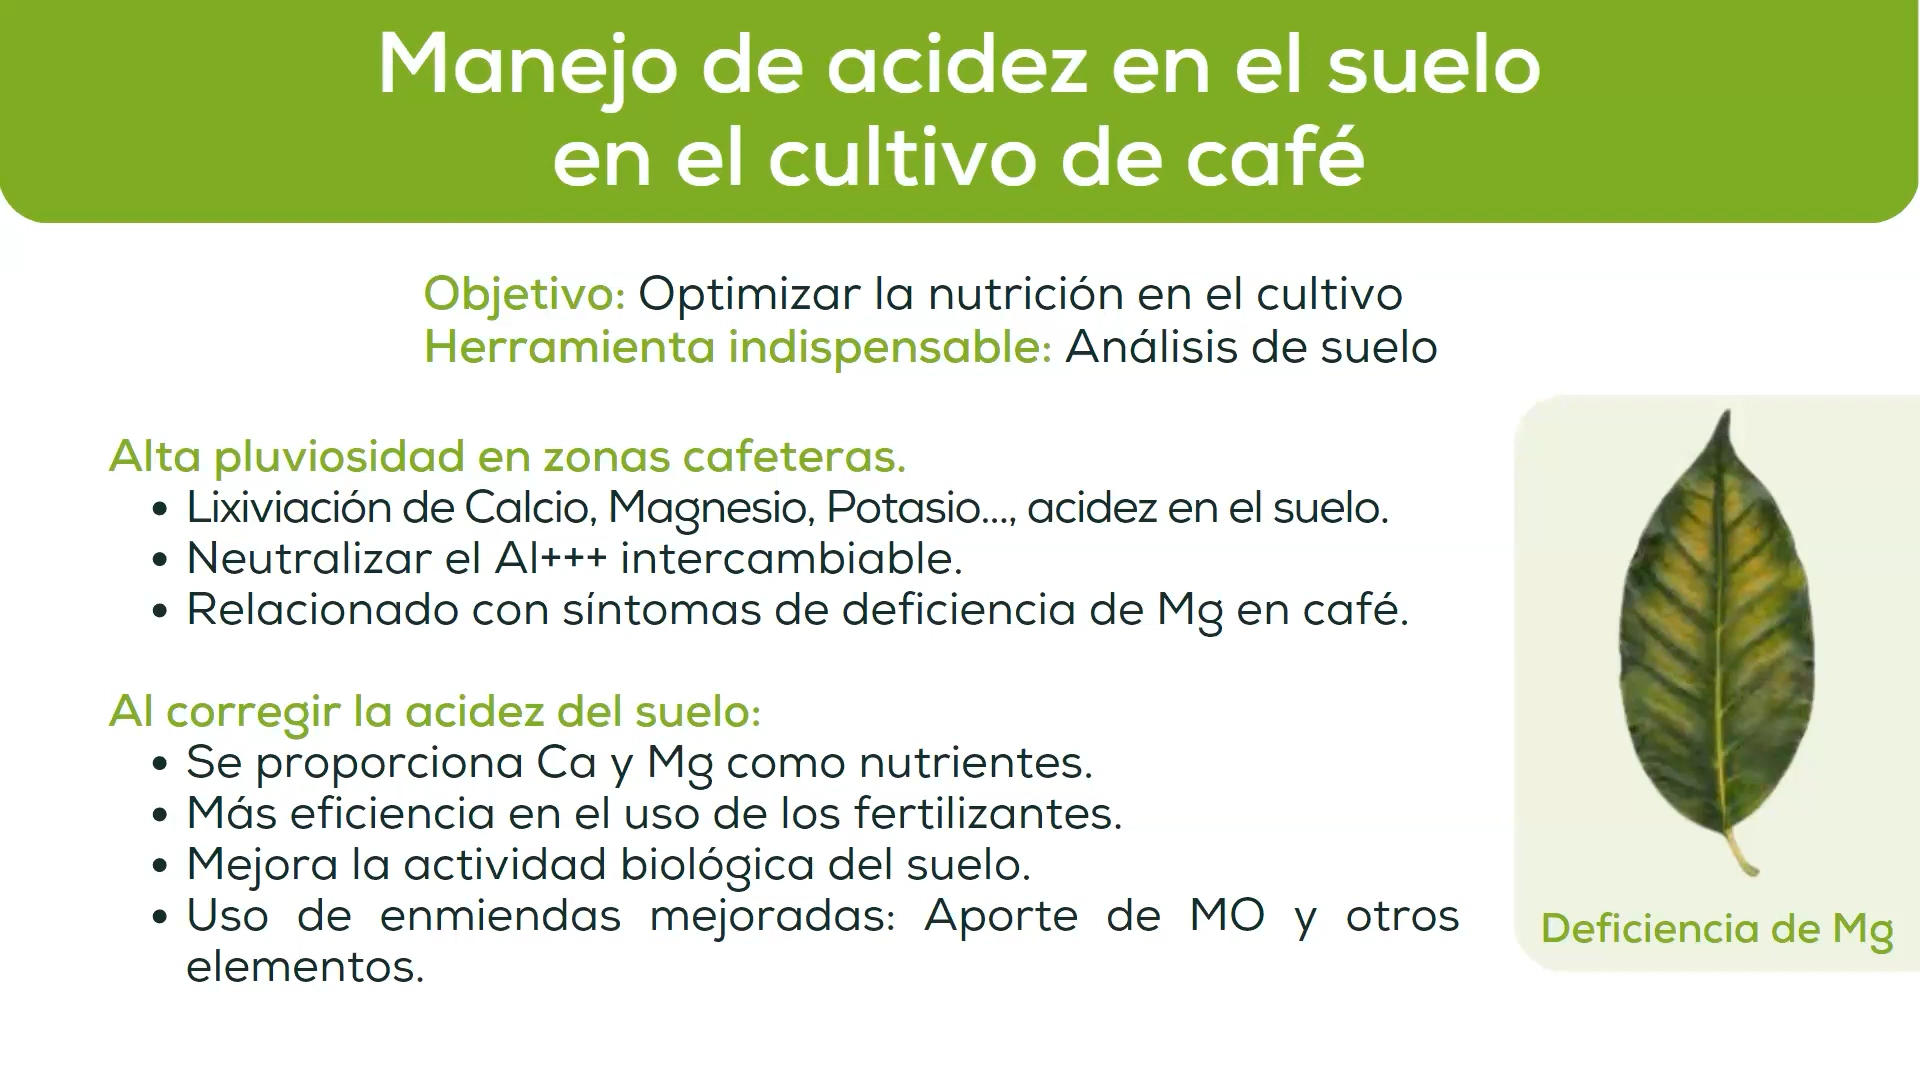 Manejo de acidez en el suelo
en el cultivo de café
Objetivo: Optimizar la nutrición en el cultivo
Herramienta indispensable: Análisis de suelo
Alta pluviosidad en zonas cafeteras.
• Lixiviación de Calcio, Magnesio, Potasio..., acidez en el suelo.
• Neutralizar el Al+++ intercambiable.
• Relacionado con síntomas de deficiencia de Mg en café.
Al corregir la acidez del suelo:
• Se proporciona Ca y Mg como nutrientes.
• Más eficiencia en el uso de los fertilizantes.
• Mejora la actividad biológica del suelo.
• Uso de enmiendas mejoradas: Aporte de MO y otros
elementos.
Deficiencia de Mg